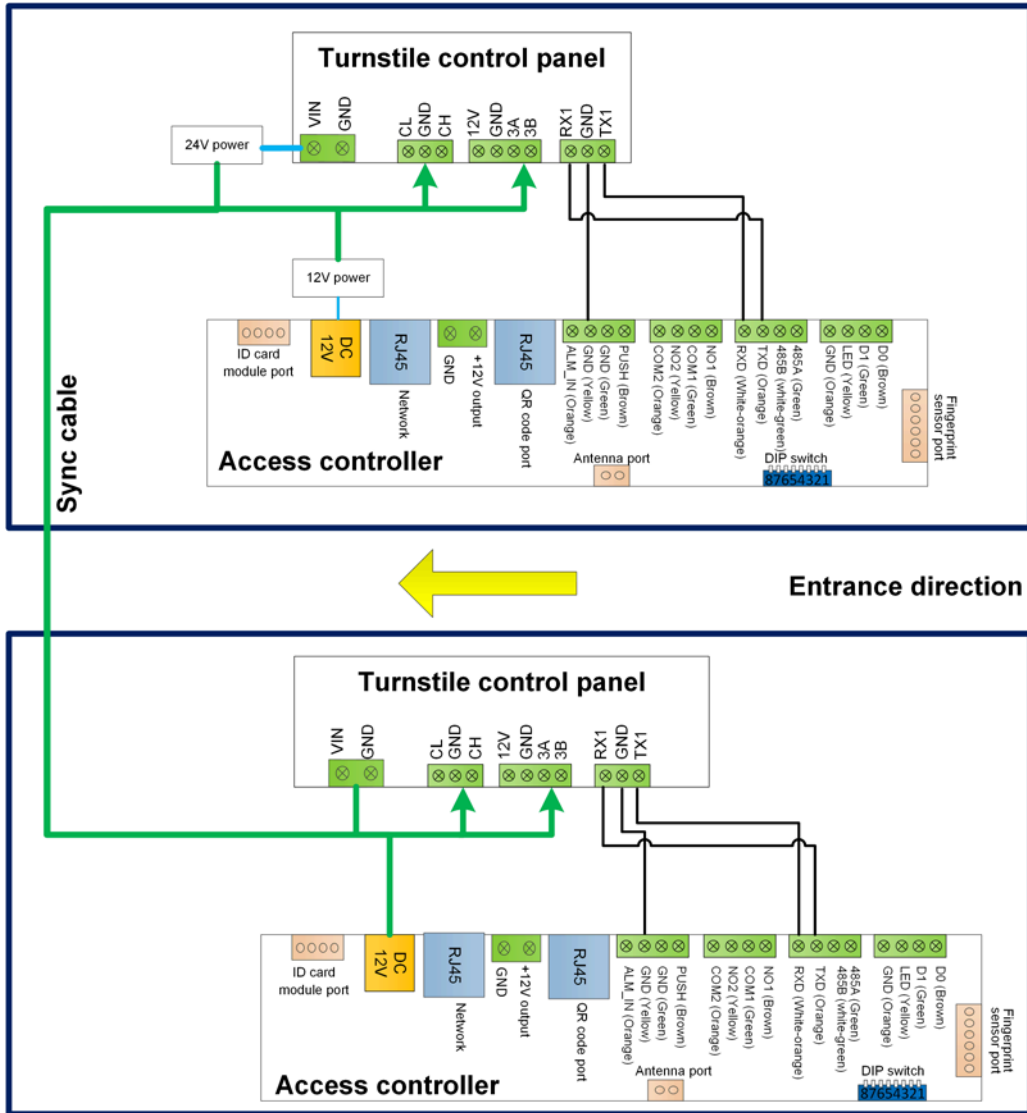 Turnstile control panel
VIN
GND
CL
GND
CH
12V
GND
3A
3B
RX1
GND
TX1
24V power
12V power
ID card
module port
DC
12V
RJ45
Network
GND
+12V output
RJ45
QR code port
ALM_IN (Orange)
GND (Yellow)
GND (Green)
PUSH (Brown)
COM2 (Orange)
NO2 (Yellow)
COM1 (Green)
NO1 (Brown)
RXD (White-orange)
TXD (Orange)
485B (white-green)
485A (Green)
GND (Orange)
LED (Yellow)
D1 (Green)
D0 (Brown)
Fingerprint
sensor port
Access controller
Antenna port
DIP switch
87654321
Sync cable
Entrance direction
Turnstile control panel
VIN
GND
CL
GND
CH
12V
GND
3A
3B
RX1
GND
TX1
ID card
module port
DC
12V
RJ45
Network
GND
+12V output
RJ45
QR code port
ALM_IN (Orange)
GND (Yellow)
GND (Green)
PUSH (Brown)
COM2 (Orange)
NO2 (Yellow)
COM1 (Green)
NO1 (Brown)
RXD (White-orange)
TXD (Orange)
485B (white-green)
485A (Green)
GND (Orange)
LED (Yellow)
D1 (Green)
D0 (Brown)
Fingerprint
sensor port
Access controller
Antenna port
DIP switch
87654321